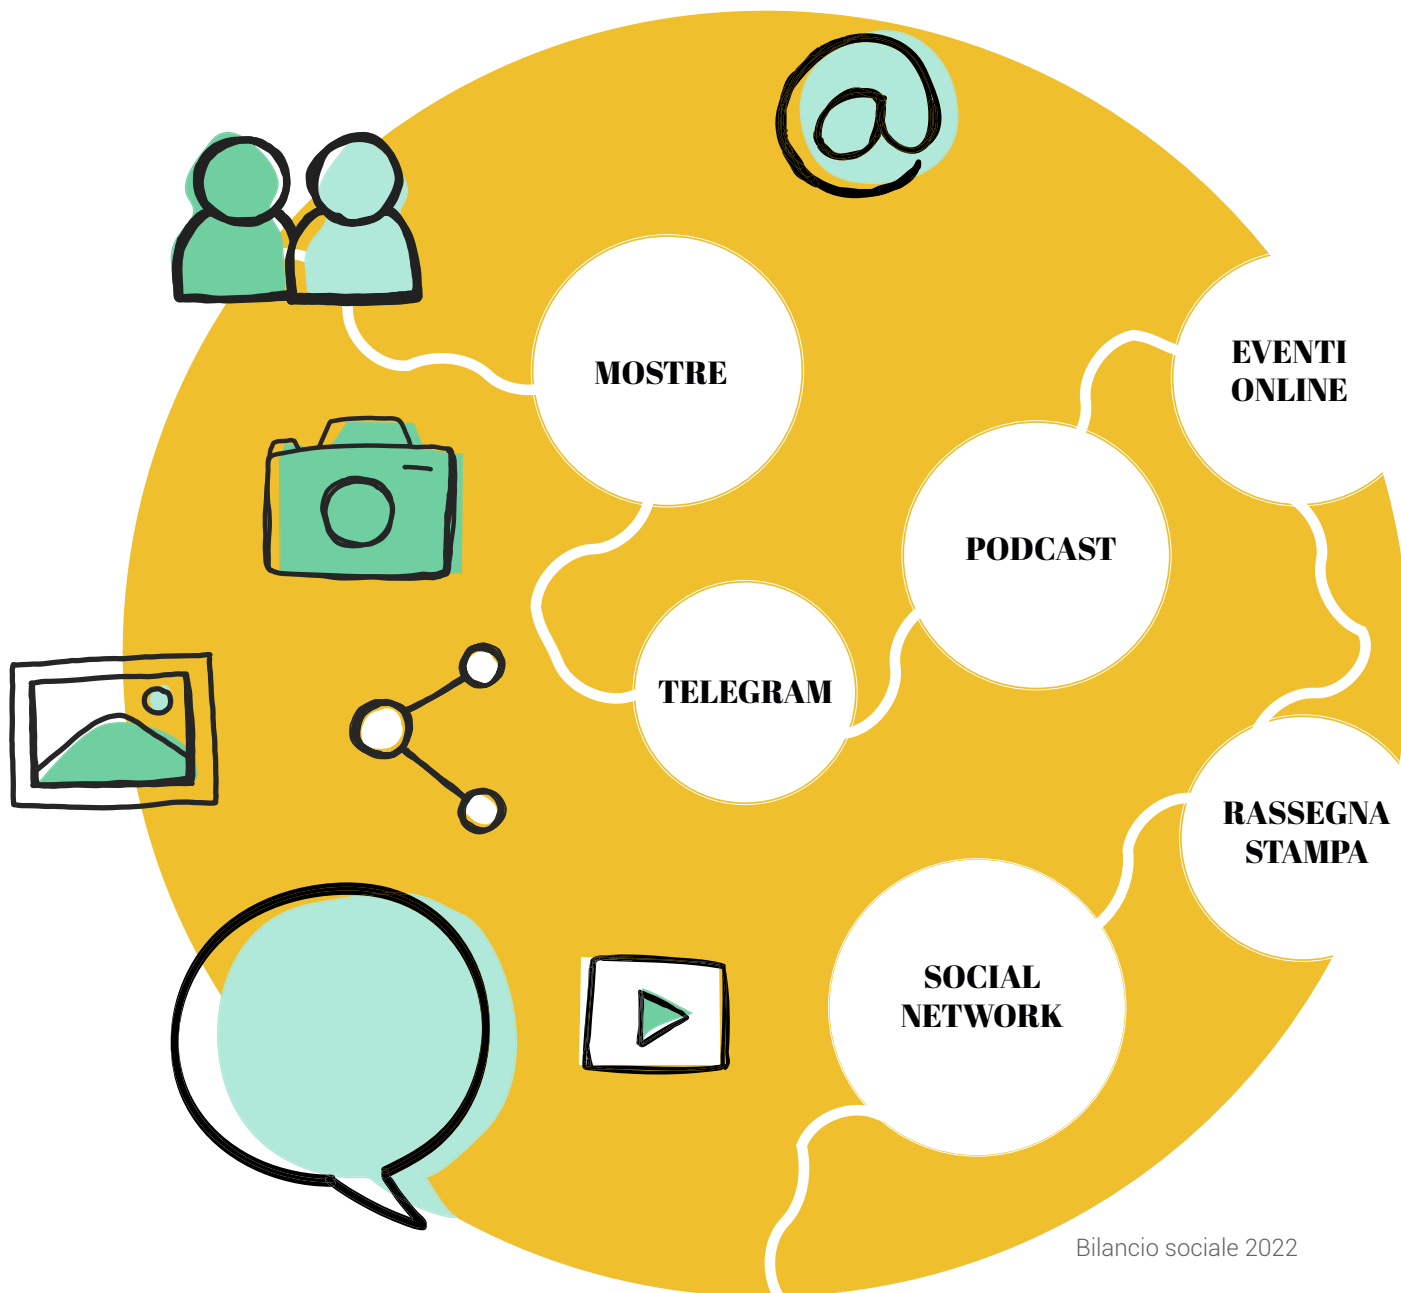 MOSTRE
EVENTI
ONLINE
PODCAST
TELEGRAM
RASSEGNA
STAMPA
SOCIAL
NETWORK
Bilancio sociale 2022